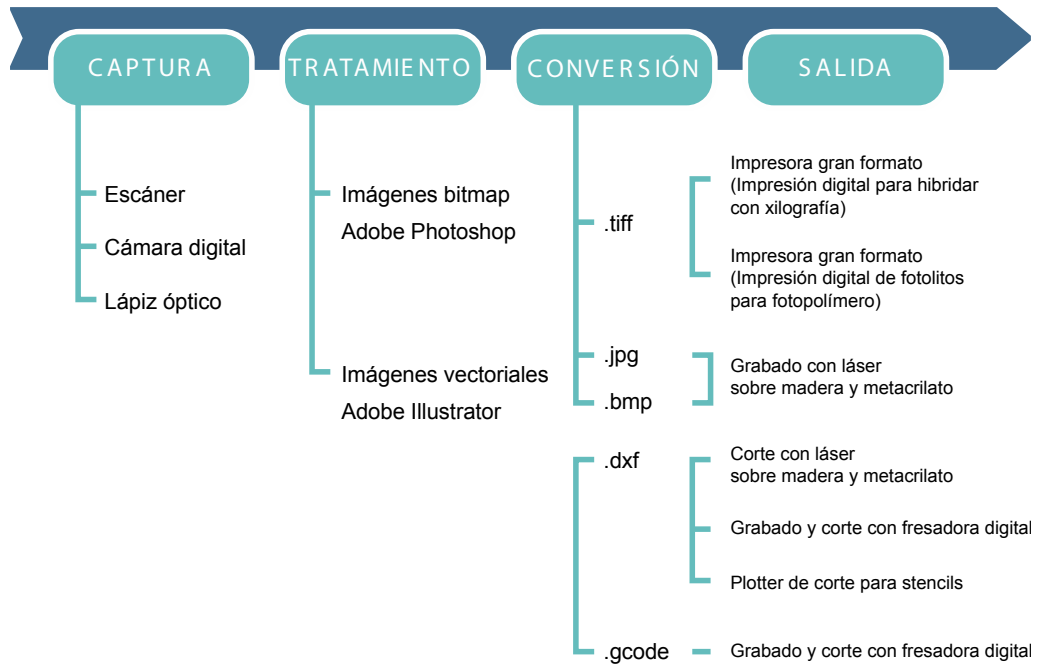 CAPTURA
TRATAMIENTO
CONVERSIÓN
SALIDA
Escáner
Cámara digital
Lápiz óptico
Imágenes bitmap
Adobe Photoshop
Imágenes vectoriales
Adobe Illustrator
.tiff
.jpg
.bmp
.dxf
.gcode
Impresora gran formato
(Impresión digital para hibridar
con xilografía)
Impresora gran formato
(Impresión digital de fotolitos
para fotopolímero)
Grabado con láser
sobre madera y metacrilato
Corte con láser
sobre madera y metacrilato
Grabado y corte con fresadora digital
Plotter de corte para stencils
Grabado y corte con fresadora digital